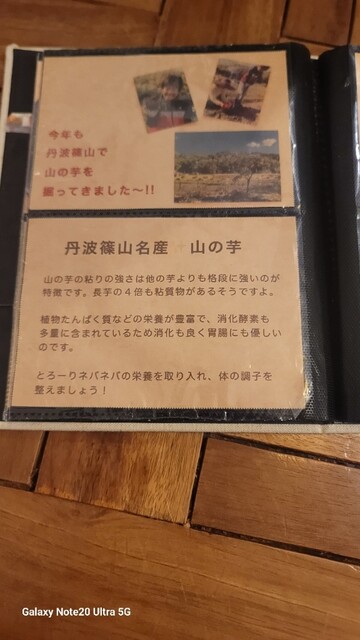 今年も
丹波篠山で
山の芋を
掘ってきました〜!!
丹波篠山名産 山の芋
山の芋の粘りの強さは他の芋よりも格段に強いのが
特徴です。長芋の4倍も粘質物があるそうですよ。
植物たんぱく質などの栄養が豊富で、消化酵素も
多量に含まれているため消化も良く胃腸にも優しい
のです。
とろーりネバネバの栄養を取り入れ、体の調子を
整えましょう！
Galaxy Note20 Ultra 5G